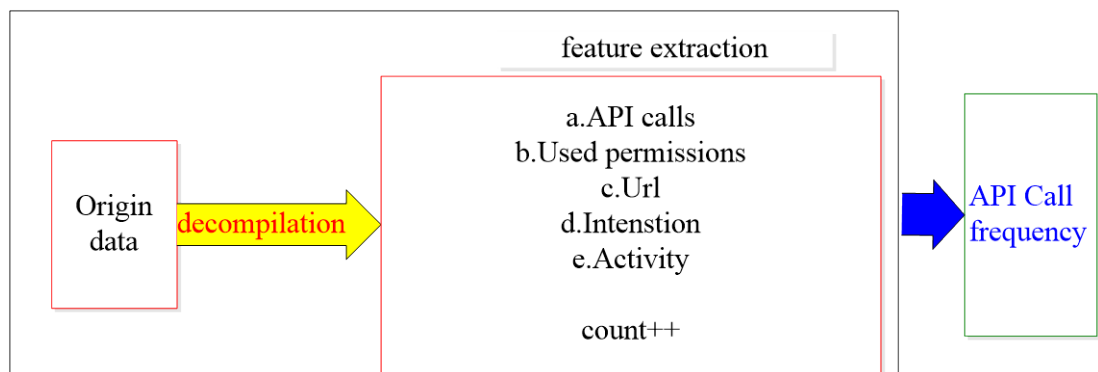 feature extraction
a.API calls
b.Used permissions
c.Url
d.Intenstion
e.Activity
count++
Origin
data
decompilation
API Call
frequency